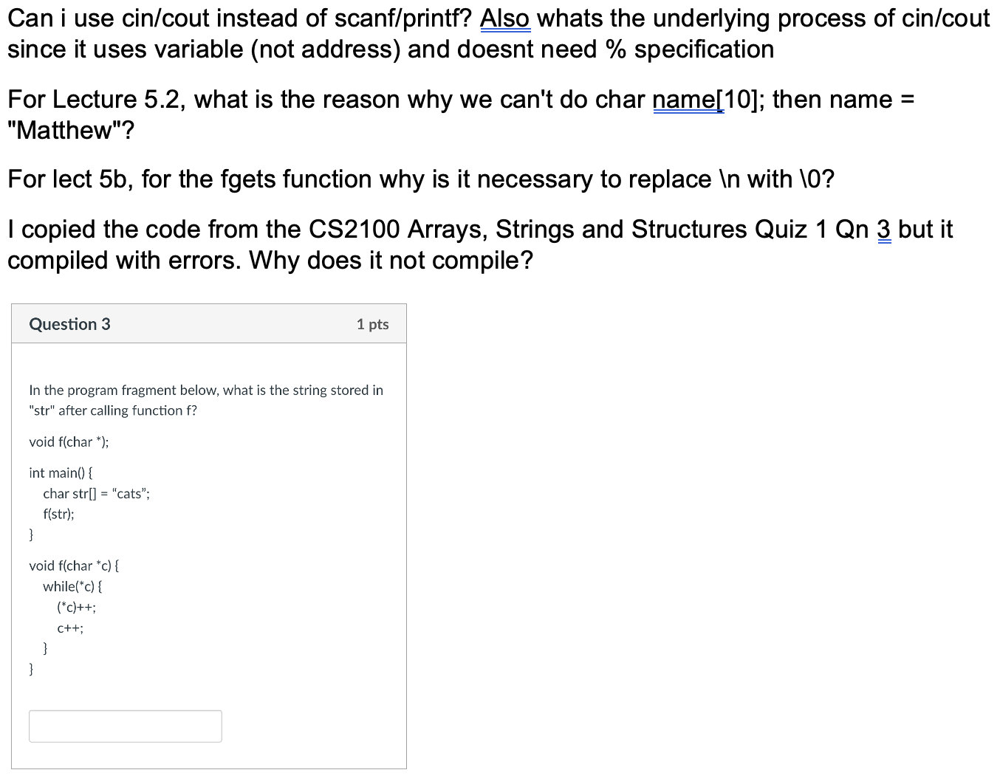 Can i use cin/cout instead of scanf/printf? Also whats the underlying process of cin/cout
since it uses variable (not address) and doesnt need % specification
For Lecture 5.2, what is the reason why we can't do char name[10]; then name =
"Matthew"?
For lect 5b, for the fgets function why is it necessary to replace \n with \0?
I copied the code from the CS2100 Arrays, Strings and Structures Quiz 1 Qn 3 but it
compiled with errors. Why does it not compile?
Question 3 1 pts
In the program fragment below, what is the string stored in
"str" after calling function f?
void f(char *);
int main() {
char str[] = “cats”;
f(str);
}
void f(char *c) {
while(*c) {
(*c)++;
c++;
}
}